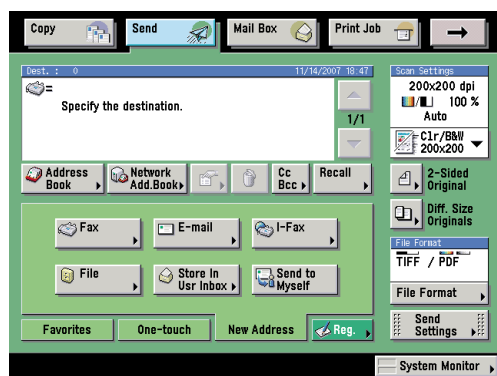 Copy
Send
Mail Box
Print Job
Dest. : 0
11/14/2007 18:47
=
Specify the destination.
1/1
Address Book
Network Add.Book
Cc Bcc
Recall
Fax
E-mail
I-Fax
File
Store In Usr Inbox
Send to Myself
Favorites
One-touch
New Address
Reg.
Scan Settings
200x200 dpi
/ 100 %
Auto
Clr/B&W
200x200
2-Sided
Original
Diff. Size
Originals
File Format
TIFF / PDF
File Format
Send
Settings
System Monitor